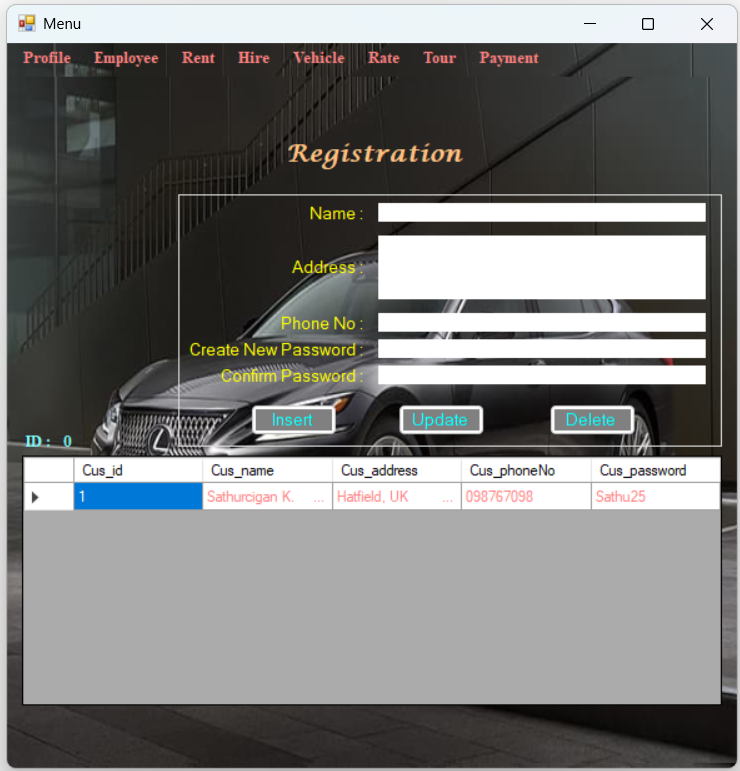 Menu
Profile Employee Rent Hire Vehicle Rate Tour Payment
Registration
Name :
Address :
Phone No :
Create New Password :
Confirm Password :
Insert Update Delete
ID : 0
Cus_id Cus_name Cus_address Cus_phoneNo Cus_password
1 Sathurcigan K. ... Hatfield, UK ... 098767098 Sathu25